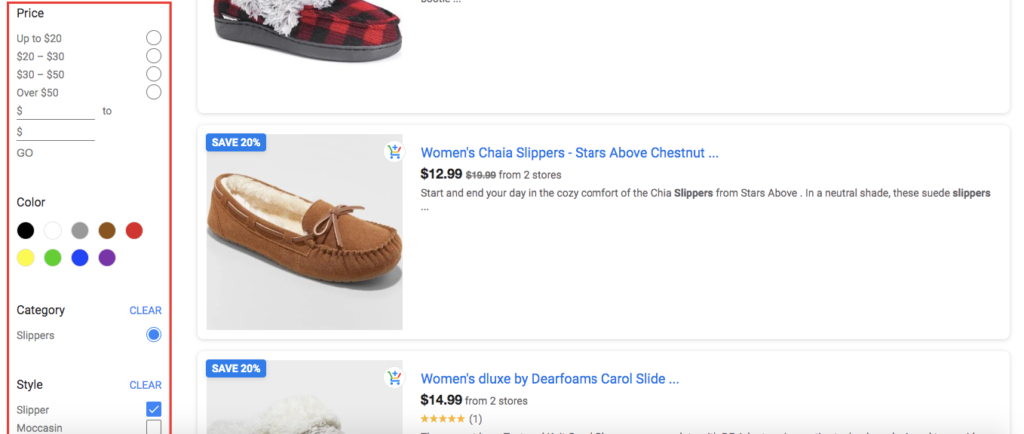 Price
Up to $20
$20 – $30
$30 – $50
Over $50
$ to
$
GO
Color
Category CLEAR
Slippers
Style CLEAR
Slipper
Moccasin
SAVE 20%
Women's Chaia Slippers - Stars Above Chestnut ...
$12.99 $19.99 from 2 stores
Start and end your day in the cozy comfort of the Chia Slippers from Stars Above . In a neutral shade, these suede slippers
...
SAVE 20%
Women's dluxe by Dearfoams Carol Slide ...
$14.99 from 2 stores
(1)